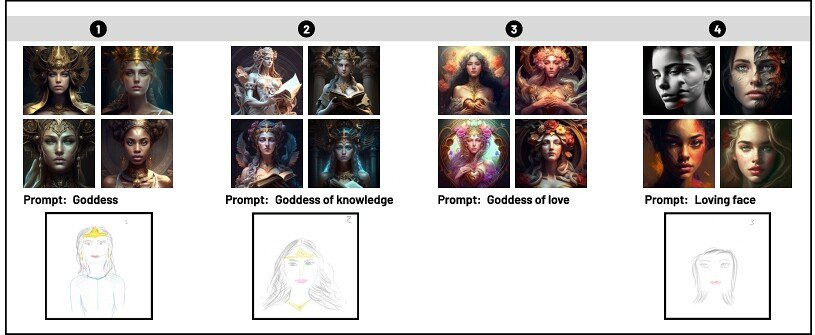 1
2
3
4
Prompt: Goddess
Prompt: Goddess of knowledge
Prompt: Goddess of love
Prompt: Loving face
1
2
3